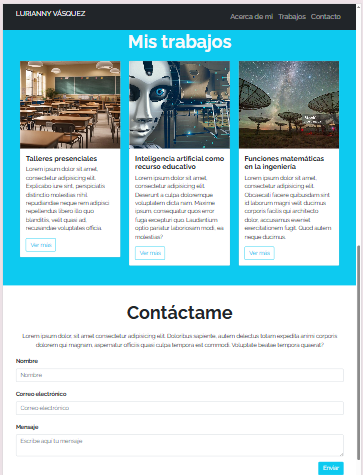 LURIANNY VÁSQUEZ
Acerca de mi Trabajos Contacto
Mis trabajos
Talleres presenciales
Lorem ipsum dolor sit amet,
consectetur adipisicing elit.
Explicabo iure sint, perspiciatis
distinctio molestias nihil
repudiandae neque rem adipisci
repellendus libero illo quo
blanditiis, velit quasi ad,
recusandae voluptates officia.
Ver más
Inteligencia artificial como
recurso educativo
Lorem ipsum dolor sit amet,
consectetur adipisicing elit.
Deserunt a culpa doloremque
voluptatem dicta nam. Maxime
ipsum, consequatur quos error
fuga excepturi quo. Laudantium
optio pariatur laboriosam modi, ea
molestias?
Ver más
Funciones matemáticas
en la ingeniería
Lorem ipsum dolor sit amet
consectetur, adipisicing elit.
Obcaecati facere quibusdam sint
id laborum magni velit ducimus
corporis facilis qui architecto
dolor, accusamus eveniet
exercitationem fugit. Quod autem
neque ducimus.
Ver más
Contáctame
Lorem ipsum dolor, sit amet consectetur adipisicing elit. Doloribus sapiente, autem delectus totam expedita animi corporis
dolorem qui magnam, aspernatur officiis quasi culpa tempora est commodi. Voluptate beatae tempora quaerat?
Nombre
Nombre
Correo electrónico
Correo electrónico
Mensaje
Escribe aquí tu mensaje
Enviar